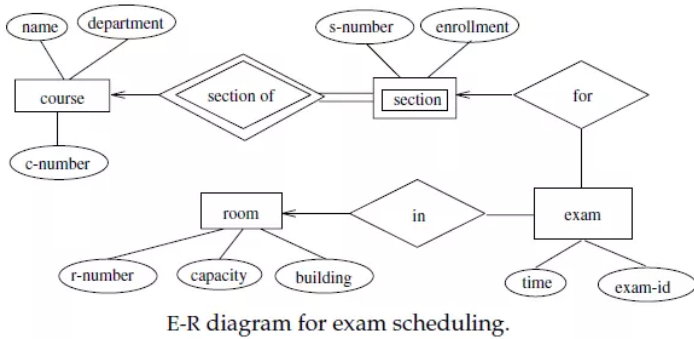 name
department
s-number
enrollment
course
section of
section
for
c-number
room
in
exam
r-number
capacity
building
time
exam-id
E-R diagram for exam scheduling.